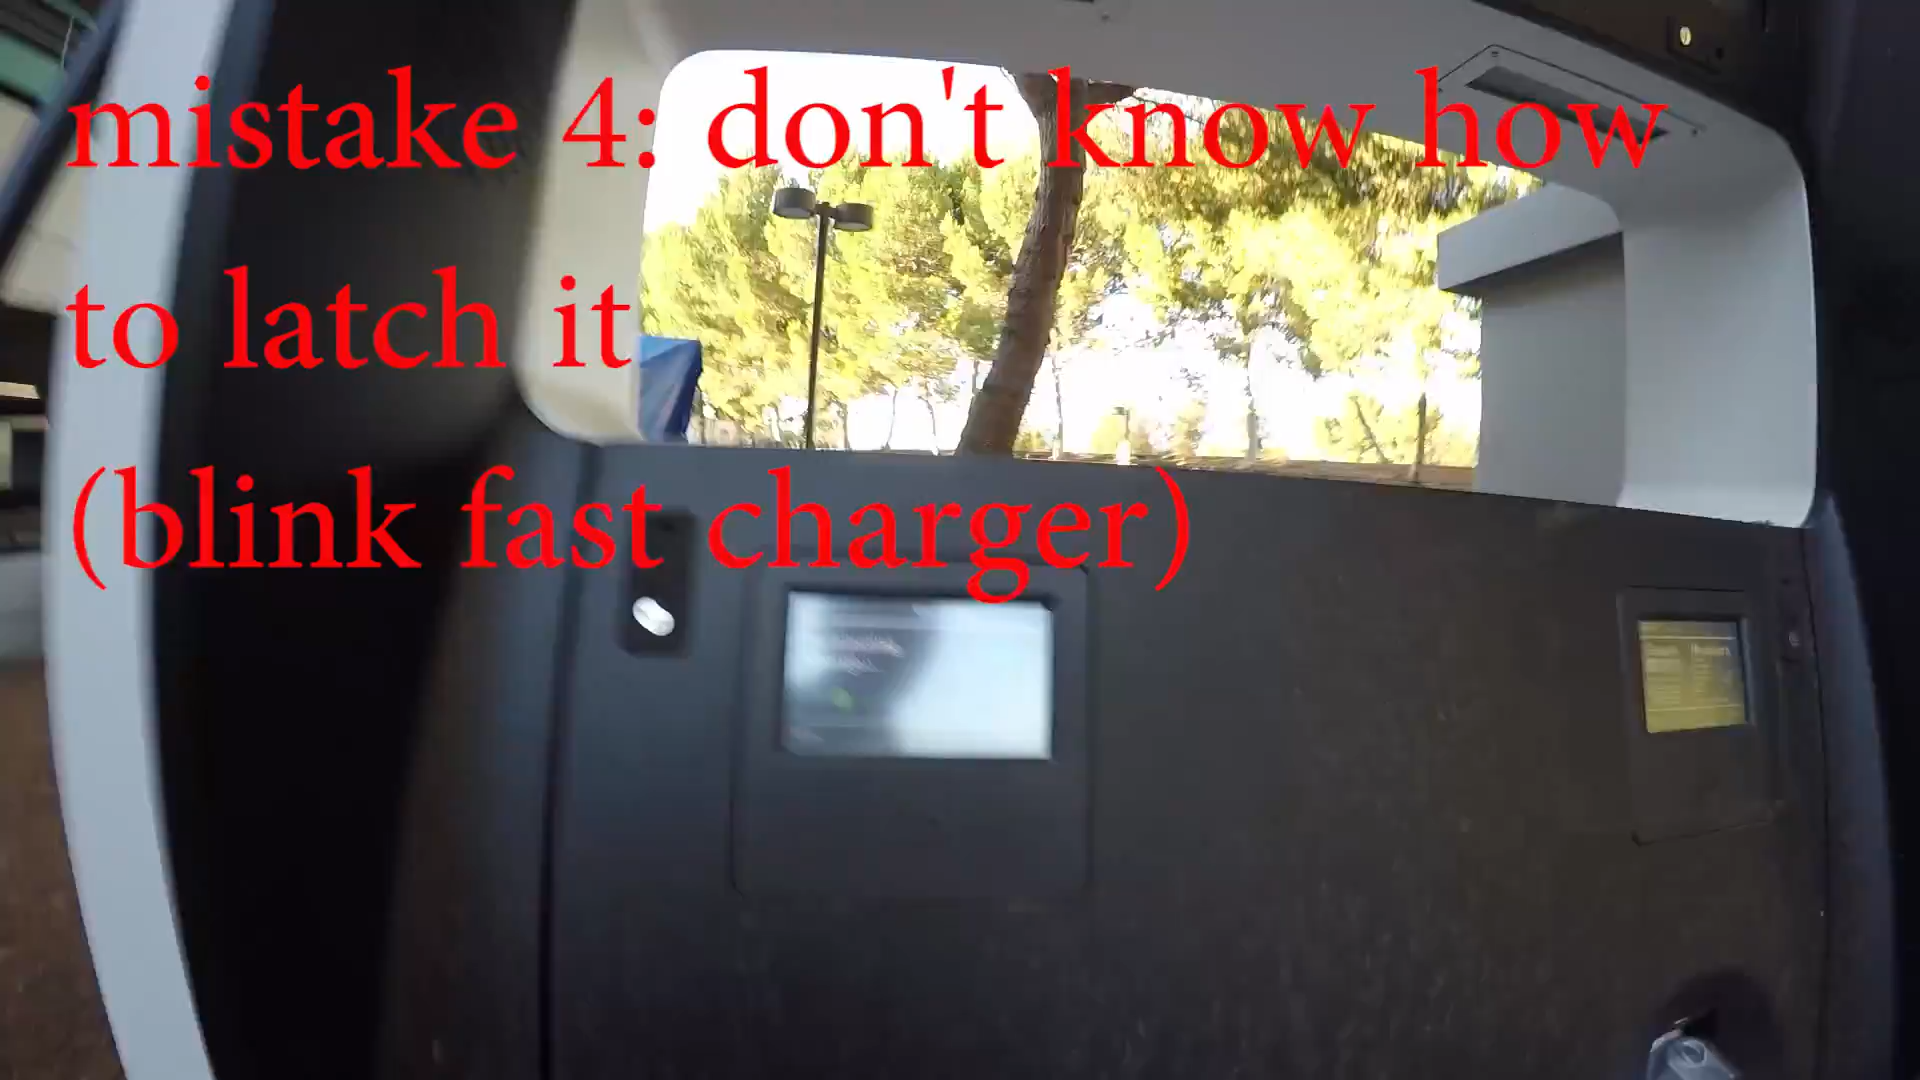 mistake 4: don't know how
to latch it
(blink fast charger)